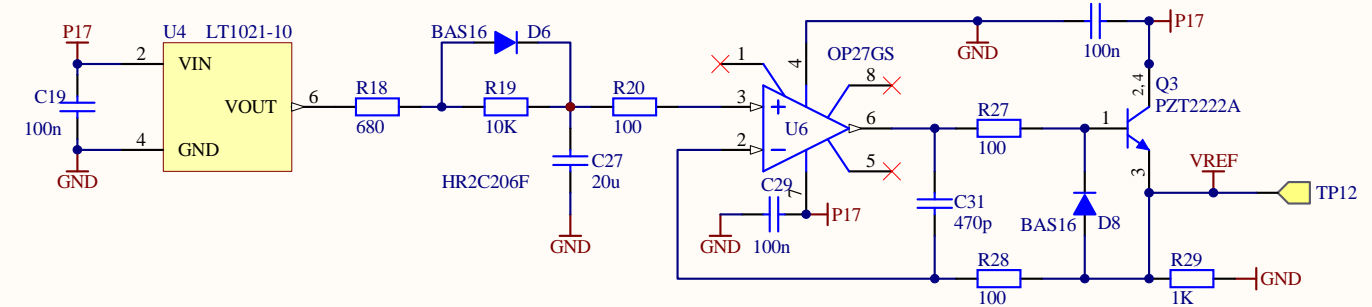 P17
U4 LT1021-10
2 VIN
VOUT 6
4 GND
C19
100n
GND
R18
680
BAS16 D6
R19
10K
HR2C206F
C27
20u
GND
R20
100
1
4
OP27GS
8
3
2
U6
6
5
7
C29
100n
GND
P17
GND
100n
P17
R27
100
C31
470p
R28
100
BAS16 D8
2,4
Q3
PZT2222A
1
3
VREF
TP12
R29
1K
GND